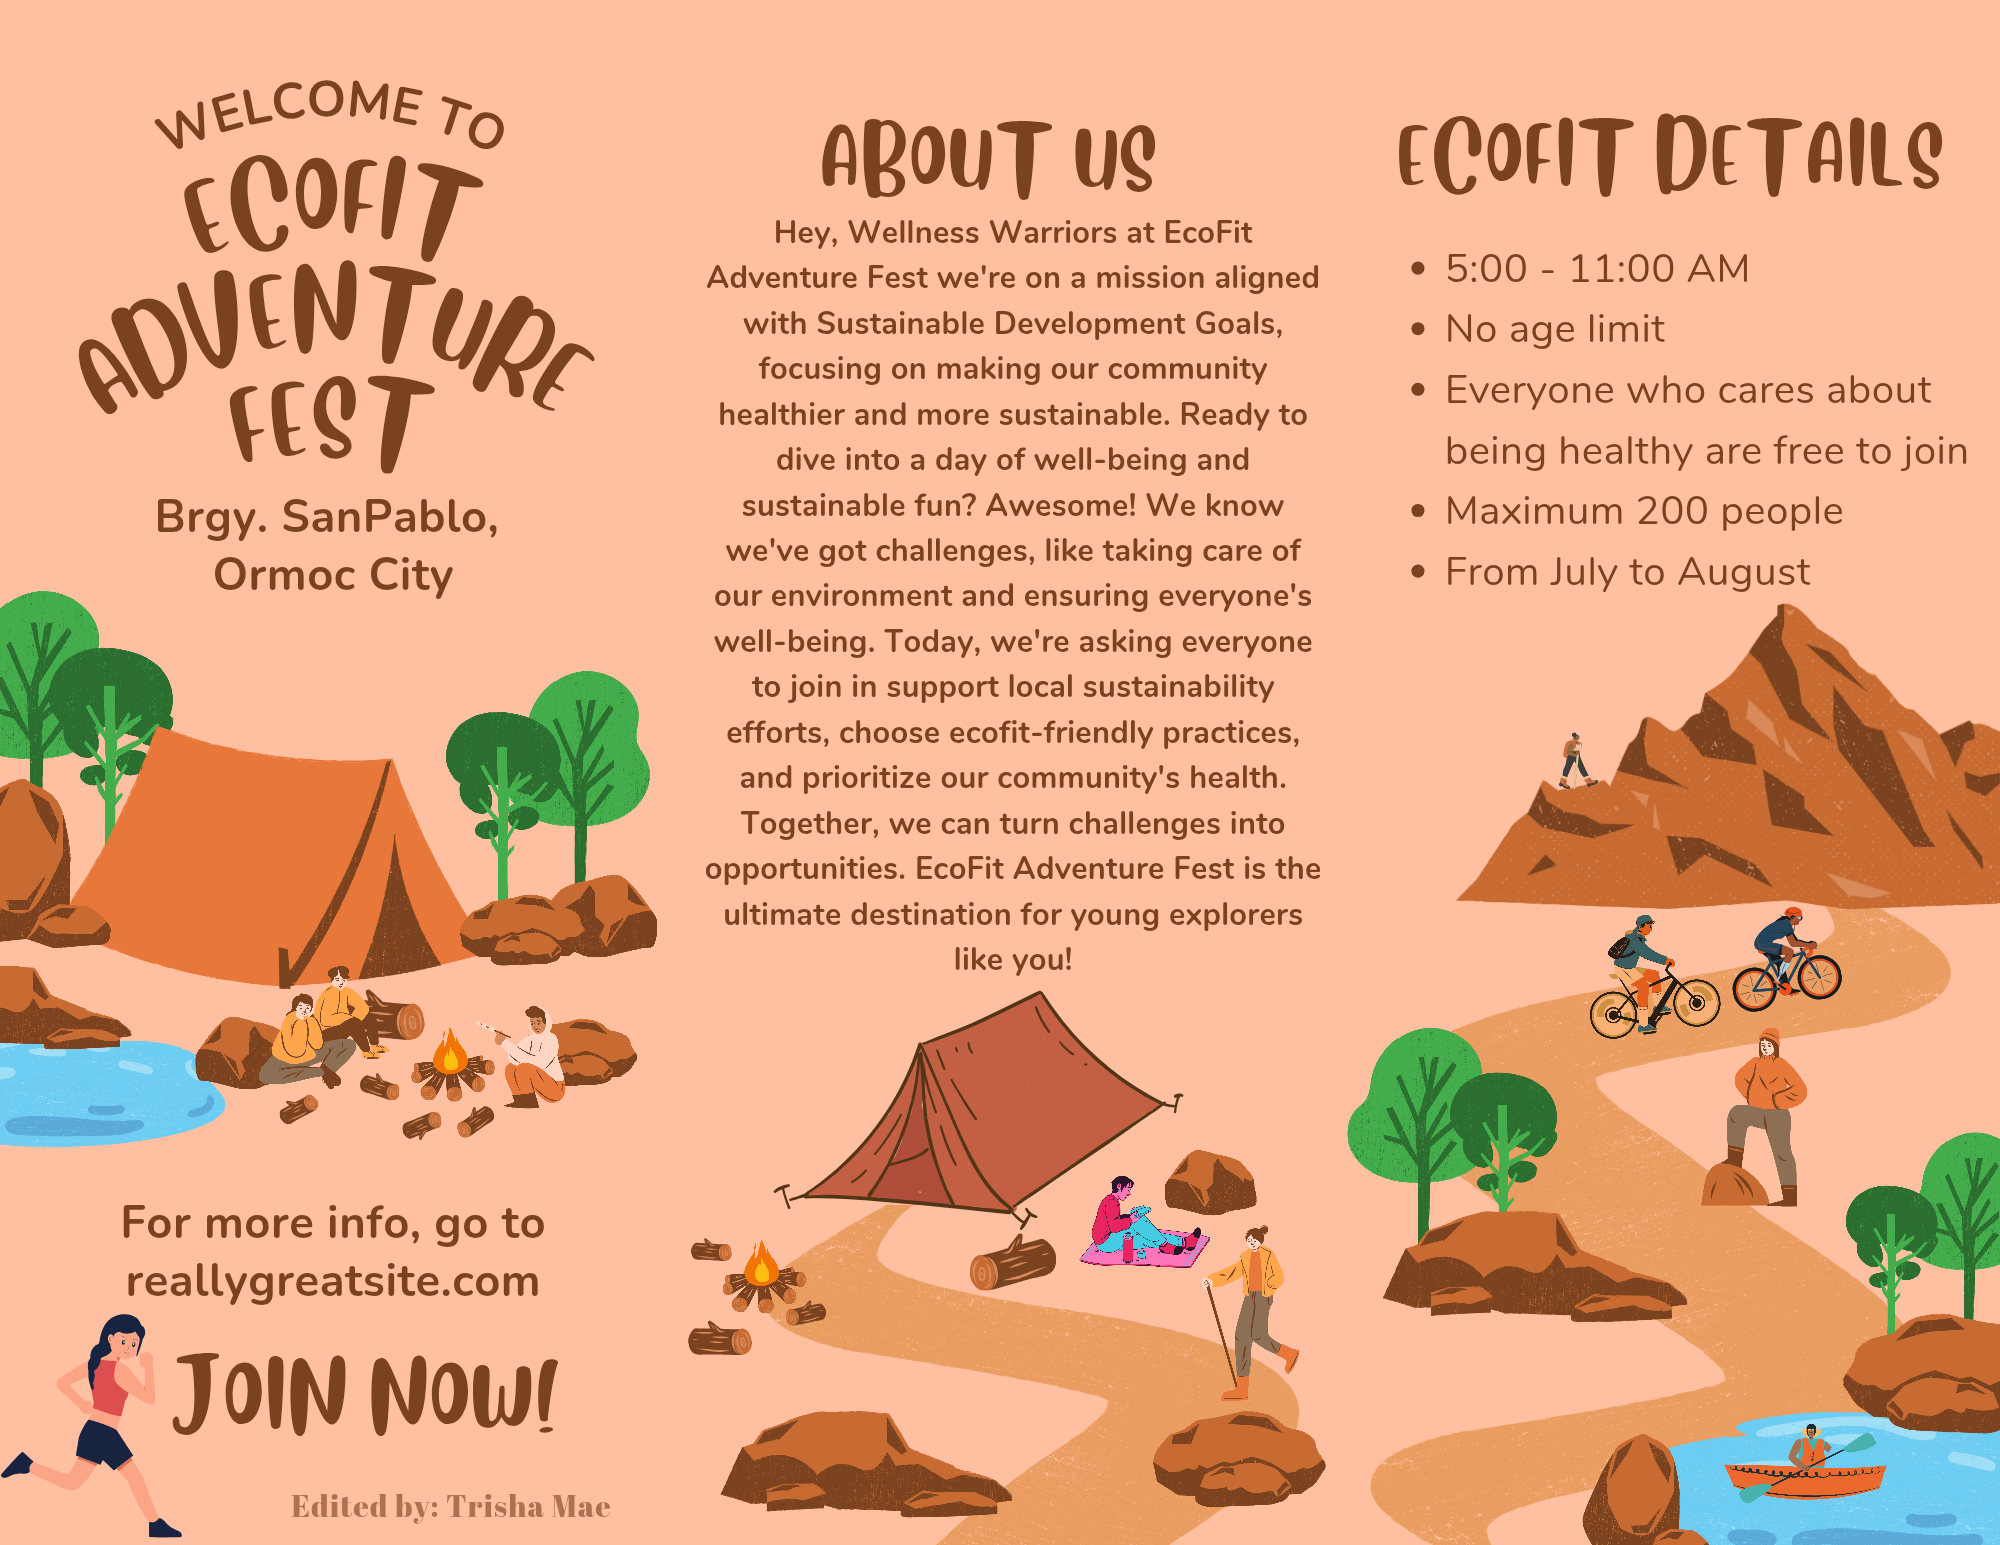 WELCOME TO
ECOFIT
ADVENTURE
FEST
Brgy. SanPablo,
Ormoc City
For more info, go to
reallygreatsite.com
JOIN NOW!
Edited by: Trisha Mae
ABOUT US
Hey, Wellness Warriors at EcoFit
Adventure Fest we're on a mission aligned
with Sustainable Development Goals,
focusing on making our community
healthier and more sustainable. Ready to
dive into a day of well-being and
sustainable fun? Awesome! We know
we've got challenges, like taking care of
our environment and ensuring everyone's
well-being. Today, we're asking everyone
to join in support local sustainability
efforts, choose ecofit-friendly practices,
and prioritize our community's health.
Together, we can turn challenges into
opportunities. EcoFit Adventure Fest is the
ultimate destination for young explorers
like you!
ECOFIT DETAILS
• 5:00 - 11:00 AM
• No age limit
• Everyone who cares about
being healthy are free to join
• Maximum 200 people
• From July to August